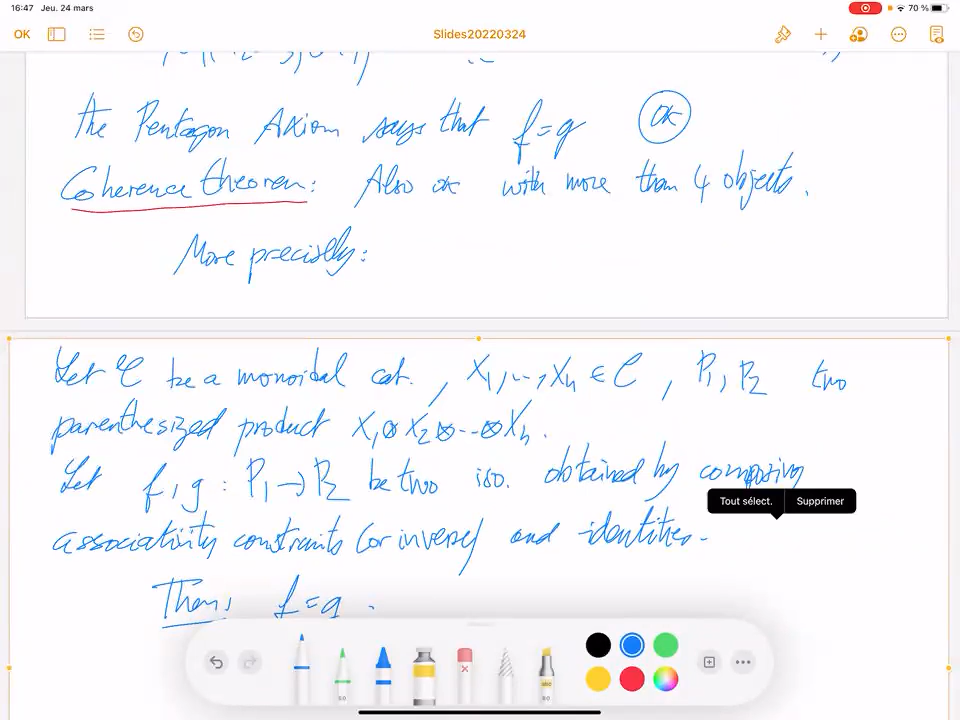 16:47 Jeu. 24 mars
70 %
OK
Slides20220324
the Pentagon Axiom says that f=g OK
Coherence theorem: Also ok with more than 4 objects.
More precisely:
Let C be a monoidal cat. , X1,..., Xn ∈ C , P1, P2 two
parenthesized product X1⊗X2⊗--⊗Xn.
Let f, g : P1 → P2 be two iso. obtained by composing
Tout sélect. Supprimer
associativity constraints (or inverse) and identities.
Then: f=g.